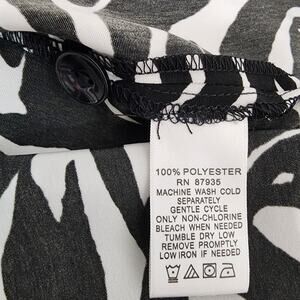 100% POLYESTER
RN 87935
MACHINE WASH COLD
SEPARATELY
GENTLE CYCLE
ONLY NON-CHLORINE
BLEACH WHEN NEEDED
TUMBLE DRY LOW
REMOVE PROMPTLY
LOW IRON IF NEEDED